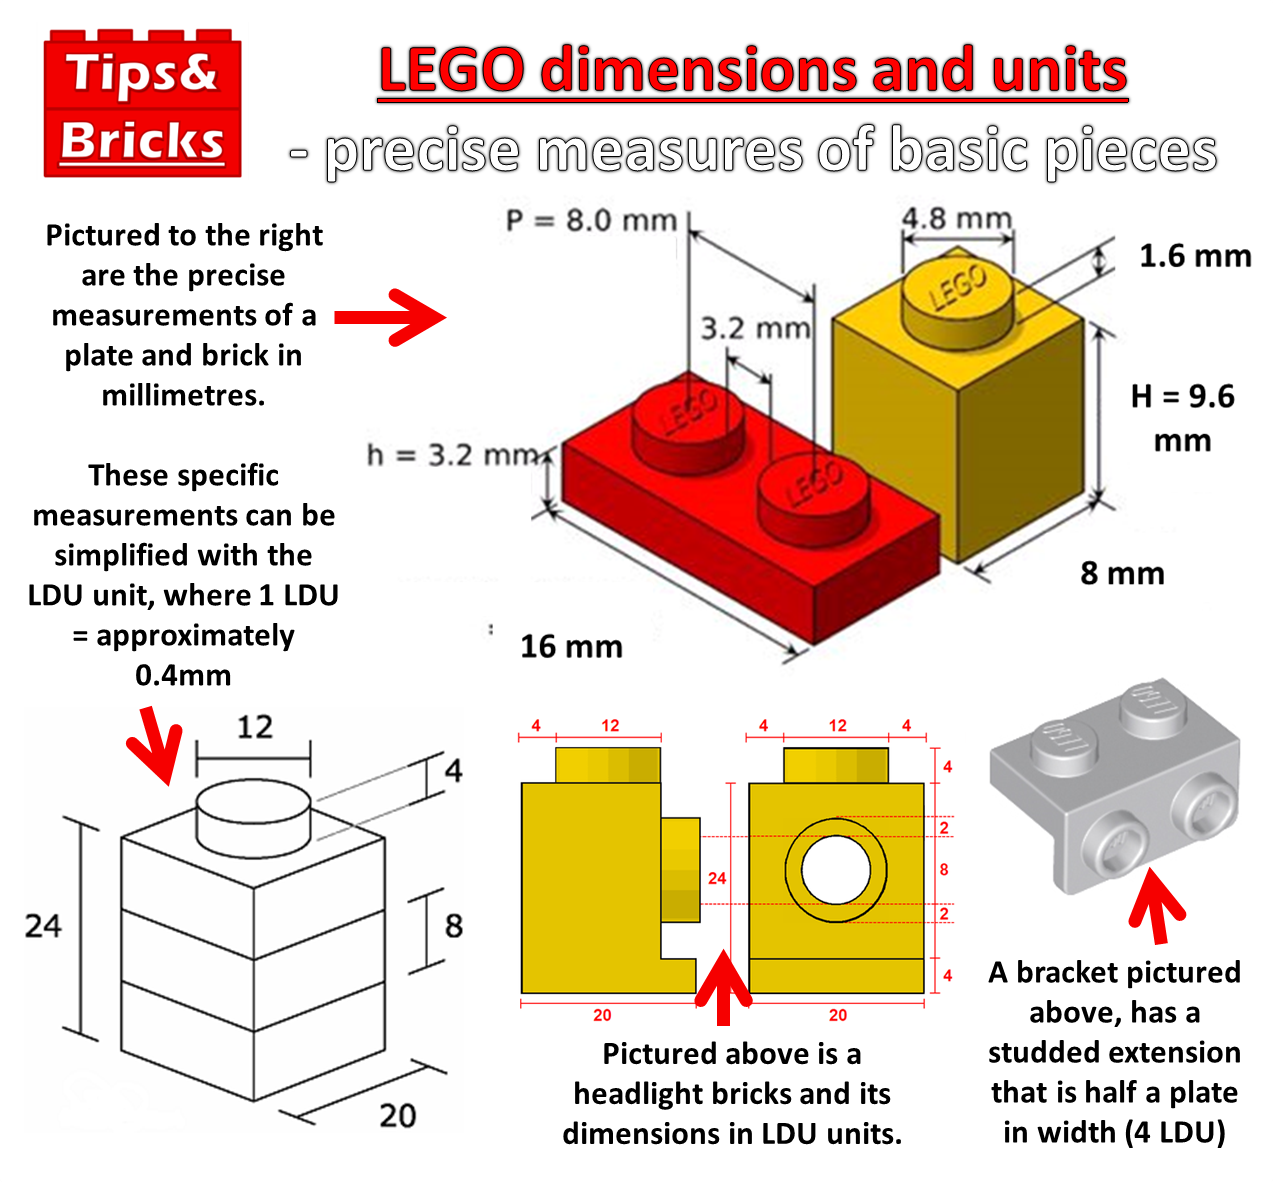 Tips&
Bricks
LEGO dimensions and units
- precise measures of basic pieces
Pictured to the right
are the precise
measurements of a
plate and brick in
millimetres.
P = 8.0 mm
4.8 mm
1.6 mm
3.2 mm
H = 9.6
mm
h = 3.2 mm
8 mm
16 mm
:
LEGO
LEGO
LEGO
These specific
measurements can be
simplified with the
LDU unit, where 1 LDU
= approximately
0.4mm
12
4
24
8
20
4
12
4
12
4
4
2
8
2
4
24
20
20
Pictured above is a
headlight bricks and its
dimensions in LDU units.
A bracket pictured
above, has a
studded extension
that is half a plate
in width (4 LDU)